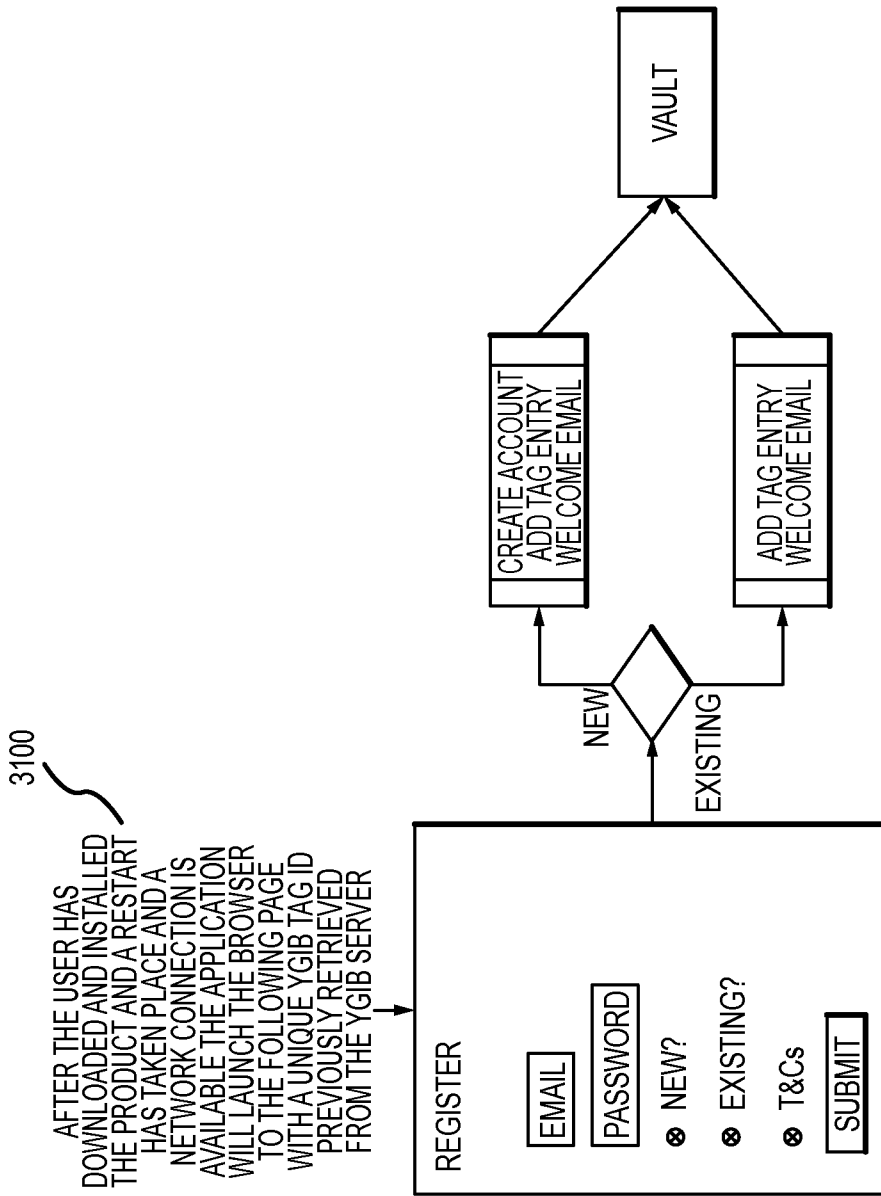 3100
AFTER THE USER HAS
DOWNLOADED AND INSTALLED
THE PRODUCT AND A RESTART
HAS TAKEN PLACE AND A
NETWORK CONNECTION IS
AVAILABLE THE APPLICATION
WILL LAUNCH THE BROWSER
TO THE FOLLOWING PAGE
WITH A UNIQUE YGIB TAG ID
PREVIOUSLY RETRIEVED
FROM THE YGIB SERVER
REGISTER
EMAIL
PASSWORD
NEW?
EXISTING?
T&Cs
SUBMIT
NEW
EXISTING
CREATE ACCOUNT
ADD TAG ENTRY
WELCOME EMAIL
ADD TAG ENTRY
WELCOME EMAIL
VAULT